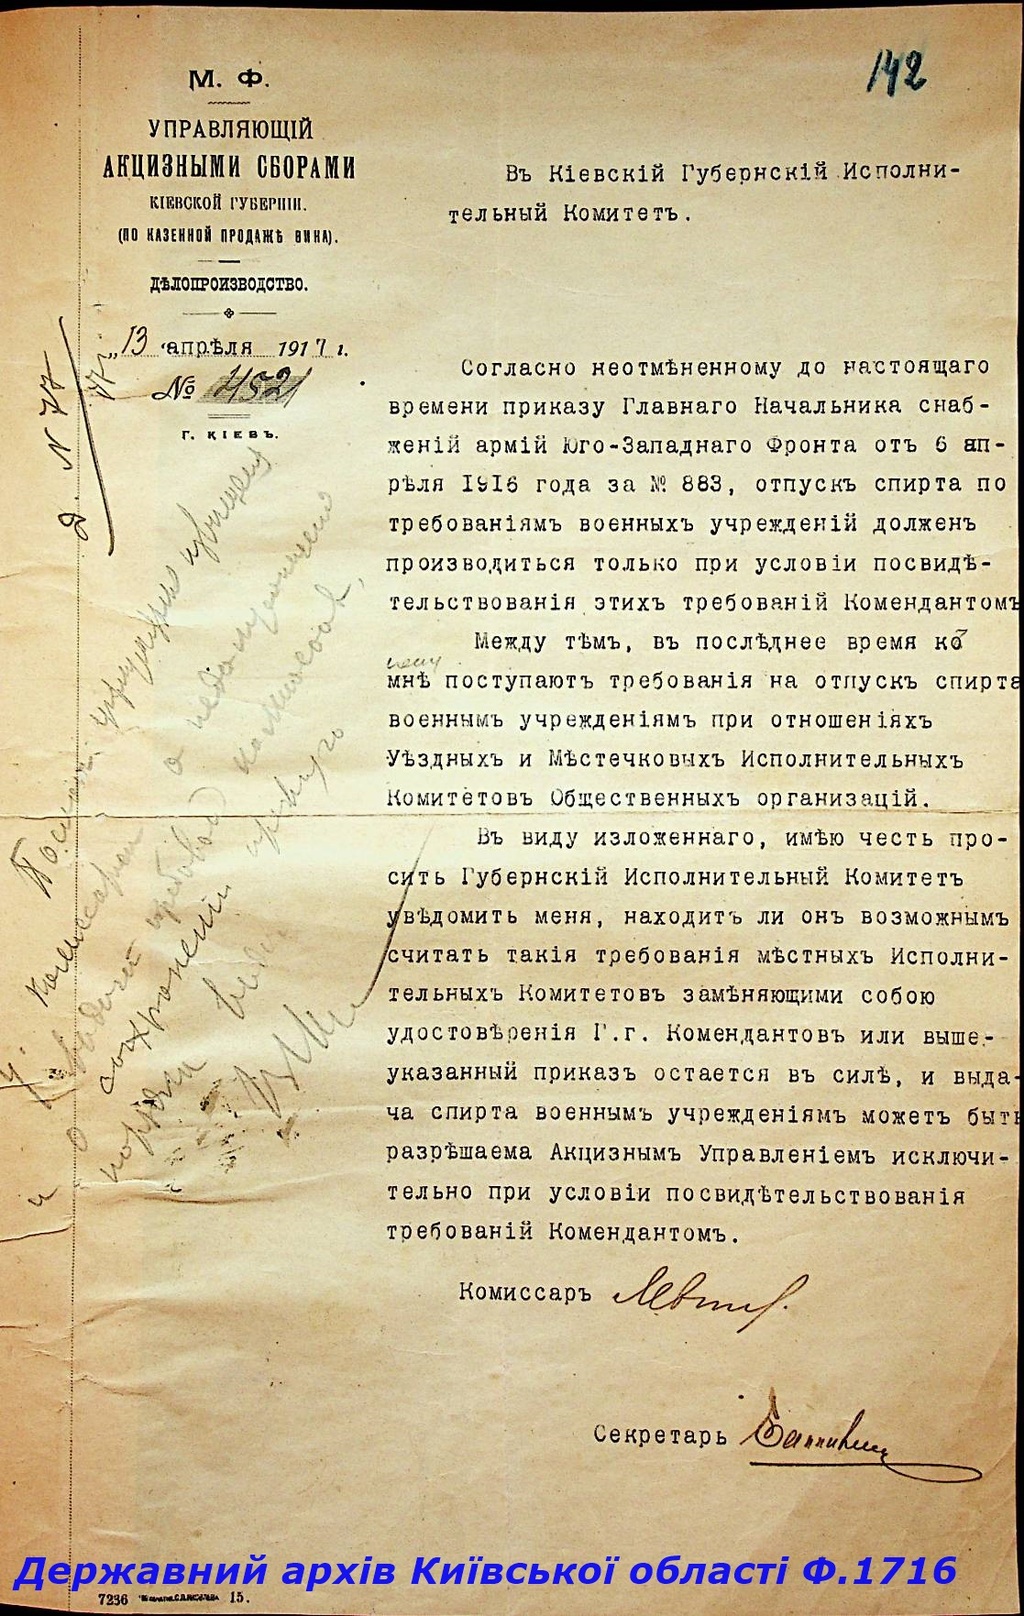 142
М. Ф.
УПРАВЛЯЮЩІЙ
АКЦИЗНЫМИ СБОРАМИ
КІЕВСКОЙ ГУБЕРНІИ.
(ПО КАЗЕННОЙ ПРОДАЖѢ ВИНА).
ДѢЛОПРОИЗВОДСТВО.
„13 апрѣля 1917 г.
№ 4521
Г. КІЕВЪ.
Д. N 77
Въ Кіевскій Губернскій Исполни-
тельный Комитетъ.
Согласно неотмѣненному до настоящаго
времени приказу Главнаго Начальника снаб-
женій армій Юго-Западнаго Фронта отъ 6 ап-
рѣля 1916 года за № 883, отпускъ спирта по
требованіямъ военныхъ учрежденій долженъ
производиться только при условіи посвидѣ-
тельствованія этихъ требованій Комендантомъ
Между тѣмъ, въ послѣднее время ко
мнѣ поступаютъ требованія на отпускъ спирта
военнымъ учрежденіямъ при отношеніяхъ
Уѣздныхъ и Мѣстечковыхъ Исполнительныхъ
Комитетовъ Общественныхъ организацій.
Въ виду изложеннаго, имѣю честь про-
сить Губернскій Исполнительный Комитетъ
увѣдомить меня, находитъ ли онъ возможнымъ
считать такія требованія мѣстныхъ Исполни-
тельныхъ Комитетовъ замѣняющими собою
удостовѣренія Г.г. Комендантовъ или выше-
указанный приказъ остается въ силѣ, и выда-
ча спирта военнымъ учрежденіямъ можетъ быть
разрѣшаема Акцизнымъ Управленіемъ исключи-
тельно при условіи посвидѣтельствованія
требованій Комендантомъ.
Комиссаръ
Секретарь
Державний архів Київської області Ф.1716
7236 15.